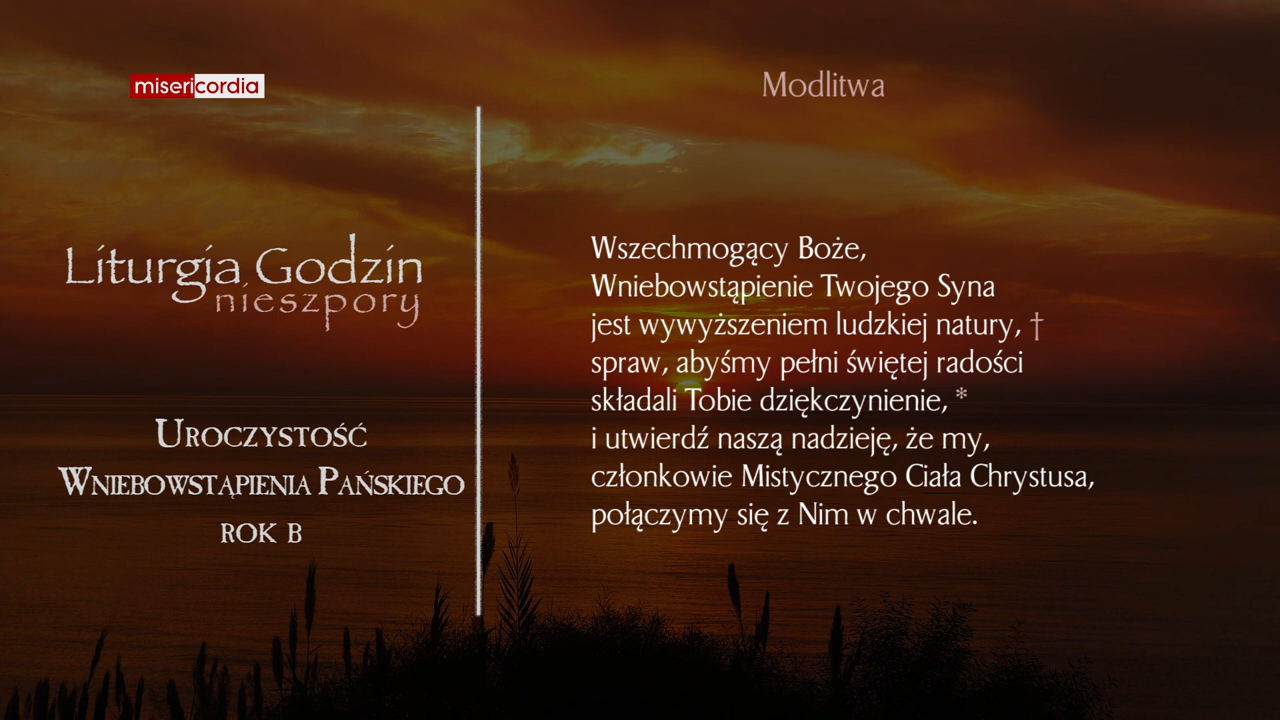 misericordia
Liturgia Godzin
nieszpory
Uroczystość
Wniebowstąpienia Pańskiego
rok B
Modlitwa
Wszechmogący Boże,
Wniebowstąpienie Twojego Syna
jest wywyższeniem ludzkiej natury, †
spraw, abyśmy pełni świętej radości
składali Tobie dziękczynienie, *
i utwierdź naszą nadzieję, że my,
członkowie Mistycznego Ciała Chrystusa,
połączymy się z Nim w chwale.